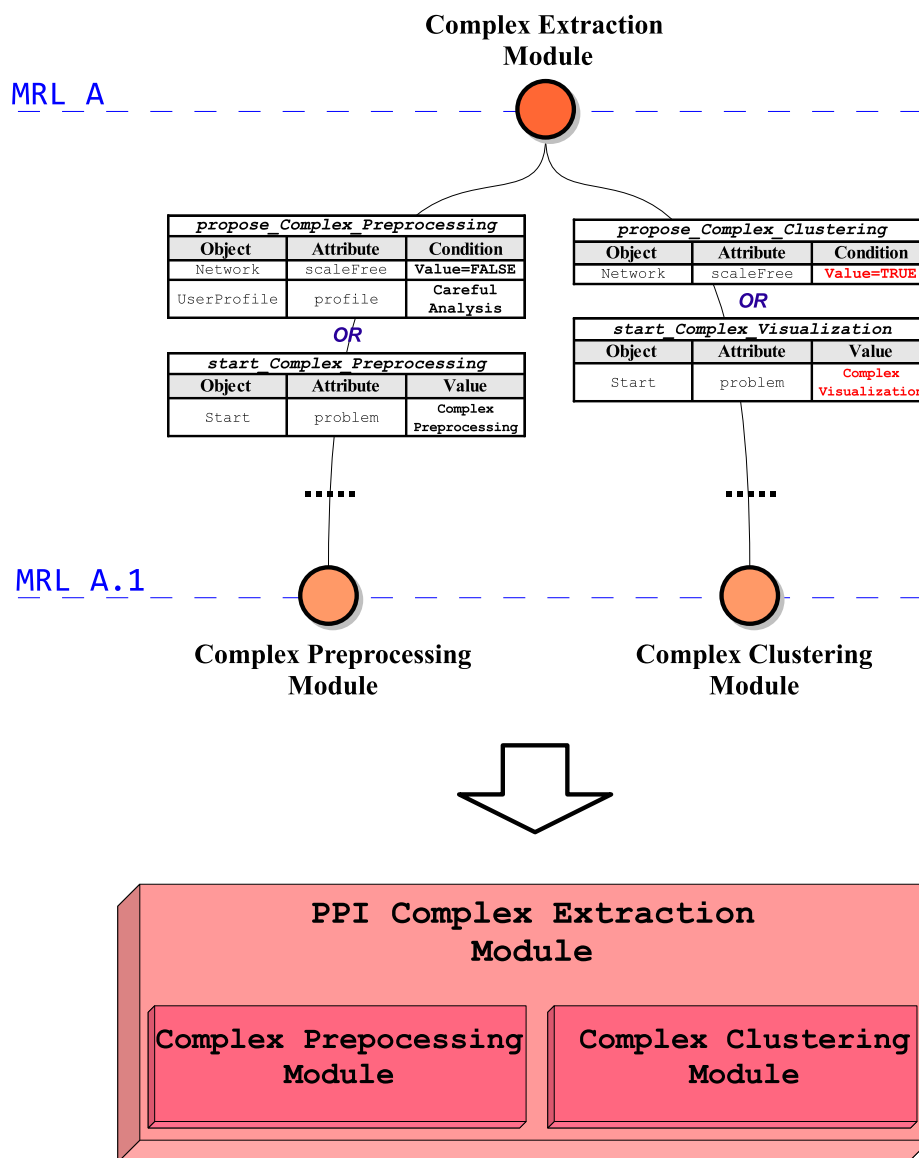 Complex Extraction
Module
MRL A
propose_Complex_Preprocessing
Object Attribute Condition
Network scaleFree Value=FALSE
UserProfile profile Careful
Analysis
OR
start_Complex_Preprocessing
Object Attribute Value
Start problem Complex
Preprocessing
propose_Complex_Clustering
Object Attribute Condition
Network scaleFree Value=TRUE
OR
start_Complex_Visualization
Object Attribute Value
Start problem Complex
Visualization
MRL A.1
Complex Preprocessing
Module
Complex Clustering
Module
PPI Complex Extraction
Module
Complex Prepocessing
Module
Complex Clustering
Module